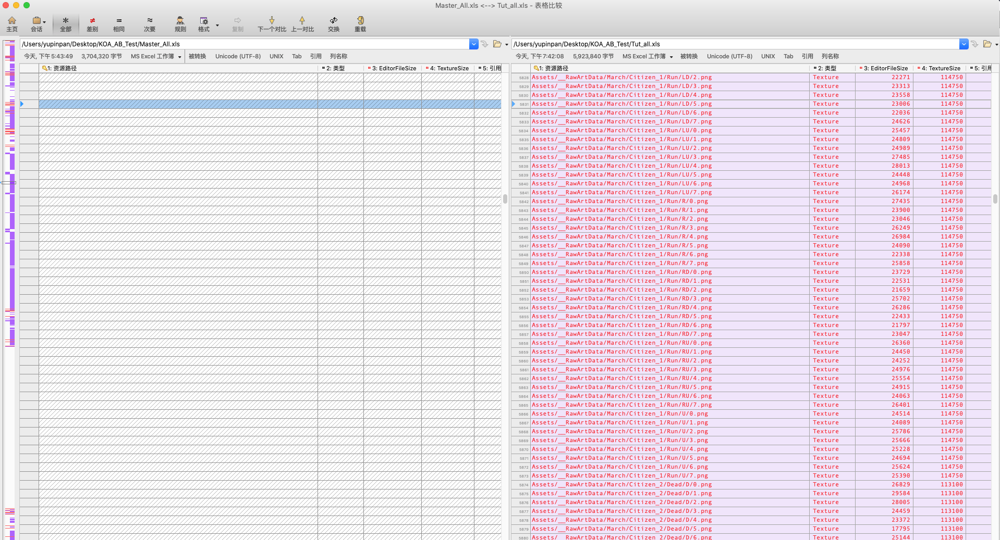 Master_All.xls <--> Tut_all.xls - 表格比较
主页 会话 全部 差别 相同 次要 规则 格式 复制 下一个对比 上一对比 交换 重载
/Users/yupinpan/Desktop/KOA_AB_Test/Master_All.xls
今天, 下午5:43:49 3,704,320 字节 MS Excel 工作簿 被转换 Unicode (UTF-8) UNIX Tab 引用 列名称
1: 资源路径 2: 类型 3: EditorFileSize 4: TextureSize 5: 引用
/Users/yupinpan/Desktop/KOA_AB_Test/Tut_all.xls
今天, 下午7:42:08 5,923,840 字节 MS Excel 工作簿 被转换 Unicode (UTF-8) UNIX Tab 引用 列名称
1: 资源路径 2: 类型 3: EditorFileSize 4: TextureSize 5: 引用
5828 Assets/__RawArtData/March/Citizen_1/Run/LD/2.png Texture 22271 114750
5829 Assets/__RawArtData/March/Citizen_1/Run/LD/3.png Texture 23313 114750
5830 Assets/__RawArtData/March/Citizen_1/Run/LD/4.png Texture 23558 114750
5831 Assets/__RawArtData/March/Citizen_1/Run/LD/5.png Texture 23006 114750
5832 Assets/__RawArtData/March/Citizen_1/Run/LD/6.png Texture 22036 114750
5833 Assets/__RawArtData/March/Citizen_1/Run/LD/7.png Texture 24626 114750
5834 Assets/__RawArtData/March/Citizen_1/Run/LU/0.png Texture 25457 114750
5835 Assets/__RawArtData/March/Citizen_1/Run/LU/1.png Texture 24809 114750
5836 Assets/__RawArtData/March/Citizen_1/Run/LU/2.png Texture 24989 114750
5837 Assets/__RawArtData/March/Citizen_1/Run/LU/3.png Texture 27485 114750
5838 Assets/__RawArtData/March/Citizen_1/Run/LU/4.png Texture 28013 114750
5839 Assets/__RawArtData/March/Citizen_1/Run/LU/5.png Texture 24448 114750
5840 Assets/__RawArtData/March/Citizen_1/Run/LU/6.png Texture 24968 114750
5841 Assets/__RawArtData/March/Citizen_1/Run/LU/7.png Texture 26174 114750
5842 Assets/__RawArtData/March/Citizen_1/Run/R/0.png Texture 27435 114750
5843 Assets/__RawArtData/March/Citizen_1/Run/R/1.png Texture 23900 114750
5844 Assets/__RawArtData/March/Citizen_1/Run/R/2.png Texture 23046 114750
5845 Assets/__RawArtData/March/Citizen_1/Run/R/3.png Texture 26249 114750
5846 Assets/__RawArtData/March/Citizen_1/Run/R/4.png Texture 26984 114750
5847 Assets/__RawArtData/March/Citizen_1/Run/R/5.png Texture 24090 114750
5848 Assets/__RawArtData/March/Citizen_1/Run/R/6.png Texture 22338 114750
5849 Assets/__RawArtData/March/Citizen_1/Run/R/7.png Texture 25858 114750
5850 Assets/__RawArtData/March/Citizen_1/Run/RD/0.png Texture 23729 114750
5851 Assets/__RawArtData/March/Citizen_1/Run/RD/1.png Texture 22531 114750
5852 Assets/__RawArtData/March/Citizen_1/Run/RD/2.png Texture 21659 114750
5853 Assets/__RawArtData/March/Citizen_1/Run/RD/3.png Texture 25702 114750
5854 Assets/__RawArtData/March/Citizen_1/Run/RD/4.png Texture 26286 114750
5855 Assets/__RawArtData/March/Citizen_1/Run/RD/5.png Texture 22433 114750
5856 Assets/__RawArtData/March/Citizen_1/Run/RD/6.png Texture 21797 114750
5857 Assets/__RawArtData/March/Citizen_1/Run/RD/7.png Texture 23047 114750
5858 Assets/__RawArtData/March/Citizen_1/Run/RU/0.png Texture 26360 114750
5859 Assets/__RawArtData/March/Citizen_1/Run/RU/1.png Texture 24450 114750
5860 Assets/__RawArtData/March/Citizen_1/Run/RU/2.png Texture 24252 114750
5861 Assets/__RawArtData/March/Citizen_1/Run/RU/3.png Texture 24976 114750
5862 Assets/__RawArtData/March/Citizen_1/Run/RU/4.png Texture 25554 114750
5863 Assets/__RawArtData/March/Citizen_1/Run/RU/5.png Texture 24915 114750
5864 Assets/__RawArtData/March/Citizen_1/Run/RU/6.png Texture 24063 114750
5865 Assets/__RawArtData/March/Citizen_1/Run/RU/7.png Texture 26401 114750
5866 Assets/__RawArtData/March/Citizen_1/Run/U/0.png Texture 24514 114750
5867 Assets/__RawArtData/March/Citizen_1/Run/U/1.png Texture 24089 114750
5868 Assets/__RawArtData/March/Citizen_1/Run/U/2.png Texture 25786 114750
5869 Assets/__RawArtData/March/Citizen_1/Run/U/3.png Texture 25666 114750
5870 Assets/__RawArtData/March/Citizen_1/Run/U/4.png Texture 25228 114750
5871 Assets/__RawArtData/March/Citizen_1/Run/U/5.png Texture 24694 114750
5872 Assets/__RawArtData/March/Citizen_1/Run/U/6.png Texture 25624 114750
5873 Assets/__RawArtData/March/Citizen_1/Run/U/7.png Texture 25390 114750
5874 Assets/__RawArtData/March/Citizen_2/Dead/D/0.png Texture 26829 113100
5875 Assets/__RawArtData/March/Citizen_2/Dead/D/1.png Texture 29584 113100
5876 Assets/__RawArtData/March/Citizen_2/Dead/D/2.png Texture 28005 113100
5877 Assets/__RawArtData/March/Citizen_2/Dead/D/3.png Texture 24459 113100
5878 Assets/__RawArtData/March/Citizen_2/Dead/D/4.png Texture 23372 113100
5879 Assets/__RawArtData/March/Citizen_2/Dead/D/5.png Texture 17795 113100
5880 Assets/__RawArtData/March/Citizen_2/Dead/D/6.png Texture 25144 113100